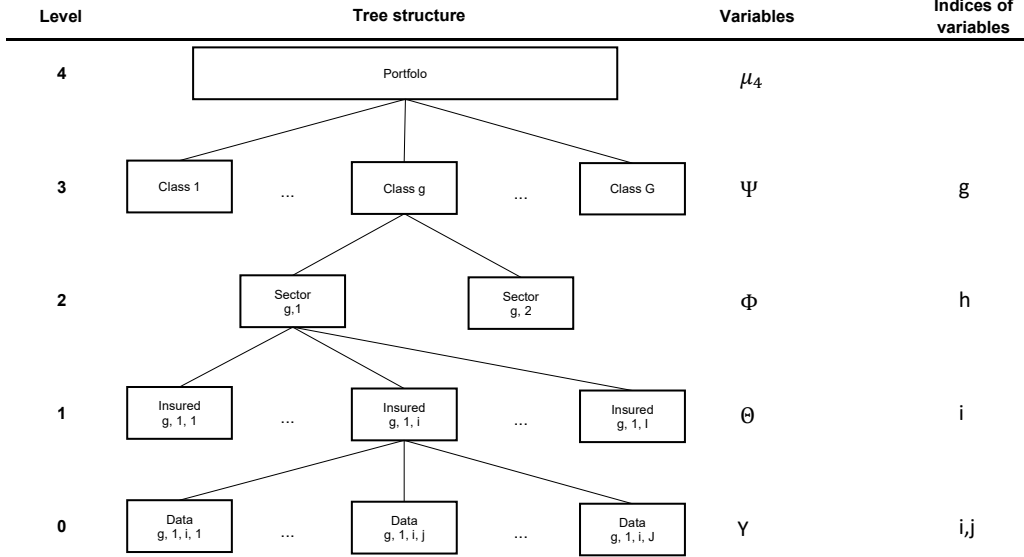 Level Tree structure Variables Indices of variables
4 Portfolo μ₄
3 Class 1 ... Class g ... Class G Ψ g
2 Sector g,1 Sector g, 2 Φ h
1 Insured g, 1, 1 ... Insured g, 1, i ... Insured g, 1, I Θ i
0 Data g, 1, i, 1 ... Data g, 1, i, j ... Data g, 1, i, J Y i,j